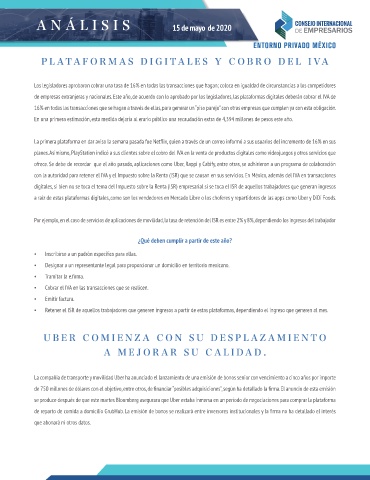 ANÁLISIS
15 de mayo de 2020
CONSEJO INTERNACIONAL
DE EMPRESARIOS
ENTORNO PRIVADO MÉXICO
PLATAFORMAS DIGITALES Y COBRO DEL IVA
Los legisladores aprobaron cobrar una tasa de 16% en todas las transacciones que hagan; coloca en igualdad de circunstancias a los competidores
de empresas extranjeras y nacionales. Este año, de acuerdo con lo aprobado por los legisladores, las plataformas digitales deberán cobrar el IVA de
16% en todas las transacciones que se hagan a través de ellas, para generar un "piso parejo" con otras empresas que cumplen ya con esta obligación.
En una primera estimación, esta medida dejaría al erario público una recaudación extra de 4,394 millones de pesos este año.
La primera plataforma en dar aviso la semana pasada fue Netflix, quien a través de un correo informó a sus usuarios del incremento de 16% en sus
planes. Así mismo, PlayStation indicó a sus clientes sobre el cobro del IVA en la venta de productos digitales como videojuegos y otros servicios que
ofrece. Se debe de recordar que el año pasado, aplicaciones como Uber, Rappi y Cabify, entre otras, se adhirieron a un programa de colaboración
con la autoridad para retener el IVA y el Impuesto sobre la Renta (ISR) que se causan en sus servicios. En México, además del IVA en transacciones
digitales, si bien no se toca el tema del Impuesto sobre la Renta (ISR) empresarial sí se toca el ISR de aquellos trabajadores que generan ingresos
a raíz de estas plataformas digitales, como son los vendedores en Mercado Libre o los choferes y repartidores de las apps como Uber y DiDi Foods.
Por ejemplo, en el caso de servicios de aplicaciones de movilidad, la tasa de retención del ISR es entre 2% y 8%, dependiendo los ingresos del trabajador
¿Qué deben cumplir a partir de este año?
• Inscribirse a un padrón específico para ellas.
• Designar a un representante legal para proporcionar un domicilio en territorio mexicano.
• Tramitar la e.firma.
• Cobrar el IVA en las transacciones que se realicen.
• Emitir factura.
• Retener el ISR de aquellos trabajadores que generen ingresos a partir de estas plataformas, dependiendo el ingreso que generen al mes.
UBER COMIENZA CON SU DESPLAZAMIENTO
A MEJORAR SU CALIDAD.
La compañía de transporte y movilidad Uber ha anunciado el lanzamiento de una emisión de bonos senior con vencimiento a cinco años por importe
de 750 millones de dólares con el objetivo, entre otros, de financiar "posibles adquisiciones", según ha detallado la firma. El anuncio de esta emisión
se produce después de que este martes Bloomberg asegurara que Uber estaba inmersa en un periodo de negociaciones para comprar la plataforma
de reparto de comida a domicilio GrubHub. La emisión de bonos se realizará entre inversores institucionales y la firma no ha detallado el interés
que abonará ni otros datos.